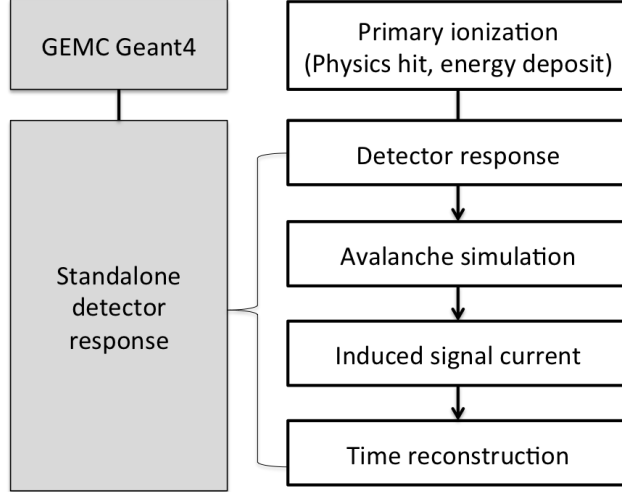 GEMC Geant4
Standalone
detector
response
Primary ionization
(Physics hit, energy deposit)
Detector response
Avalanche simulation
Induced signal current
Time reconstruction